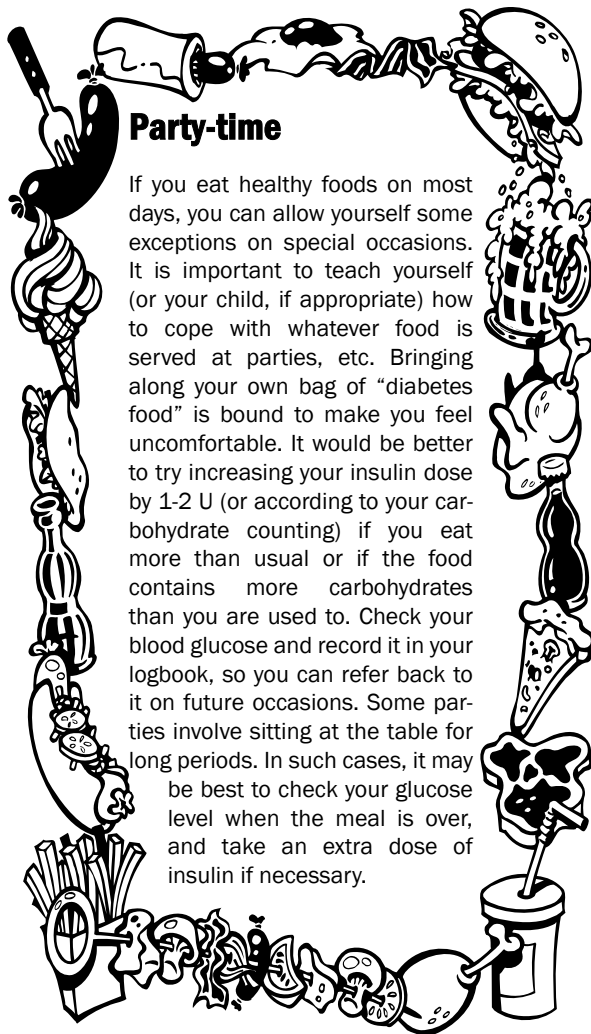 Party-time
If you eat healthy foods on most
days, you can allow yourself some
exceptions on special occasions.
It is important to teach yourself
(or your child, if appropriate) how
to cope with whatever food is
served at parties, etc. Bringing
along your own bag of “diabetes
food” is bound to make you feel
uncomfortable. It would be better
to try increasing your insulin dose
by 1-2 U (or according to your car-
bohydrate counting) if you eat
more than usual or if the food
contains more carbohydrates
than you are used to. Check your
blood glucose and record it in your
logbook, so you can refer back to
it on future occasions. Some par-
ties involve sitting at the table for
long periods. In such cases, it may
be best to check your glucose
level when the meal is over,
and take an extra dose of
insulin if necessary.